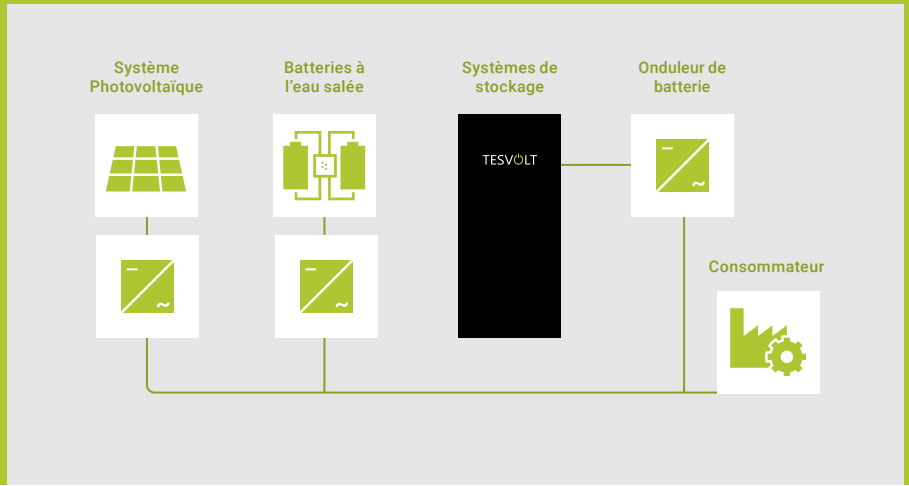 Système
Photovoltaïque
Batteries à
l'eau salée
Systèmes de
stockage
Onduleur de
batterie
TESVOLT
Consommateur